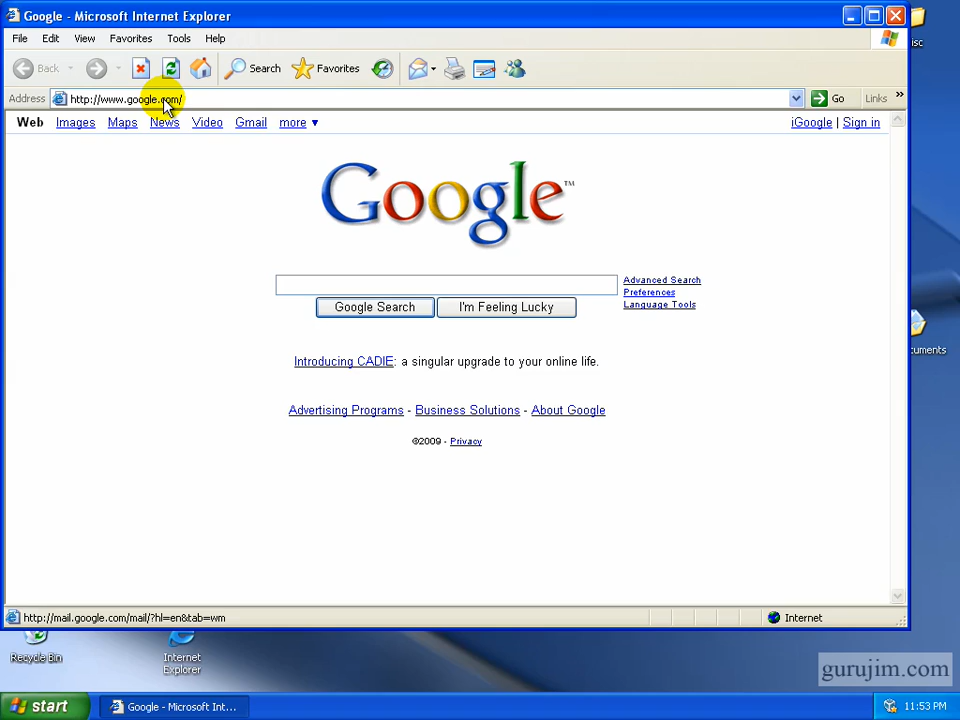 Google - Microsoft Internet Explorer
File Edit View Favorites Tools Help
Back Search Favorites
Address http://www.google.com/ Go Links »
Web Images Maps News Video Gmail more ▼ iGoogle | Sign in
Google™
Advanced Search
Preferences
Google Search I'm Feeling Lucky Language Tools
Introducing CADIE: a singular upgrade to your online life.
Advertising Programs - Business Solutions - About Google
©2009 - Privacy
http://mail.google.com/mail/?hl=en&tab=wm Internet
Recycle Bin
Internet
Explorer
gurujim.com
start Google - Microsoft Int... 11:53 PM